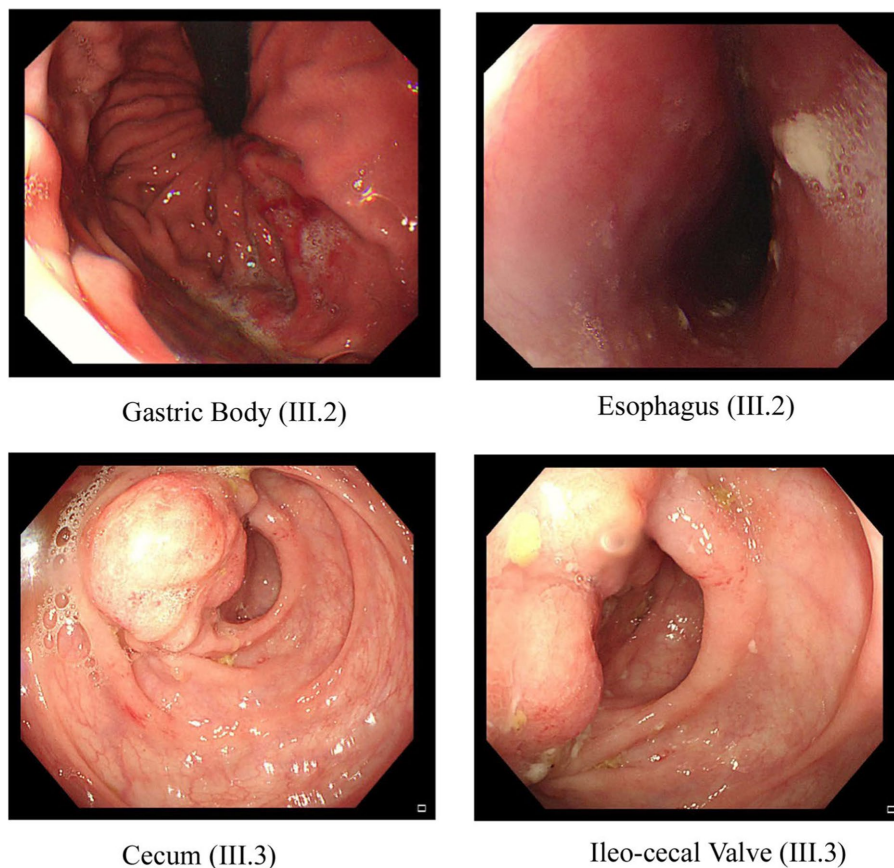 Gastric Body (III.2)
Esophagus (III.2)
Cecum (III.3)
Ileo-cecal Valve (III.3)